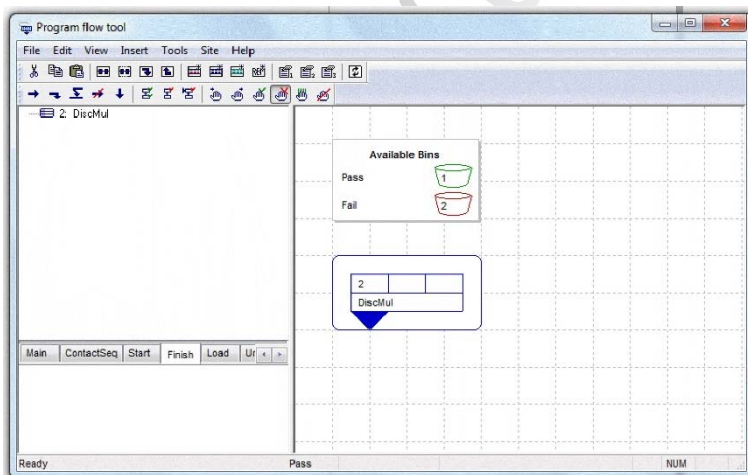 Program flow tool
File Edit View Insert Tools Site Help
2: DiscMul
Available Bins
Pass 1
Fail 2
2
DiscMul
Main ContactSeq Start Finish Load
Ready Pass NUM